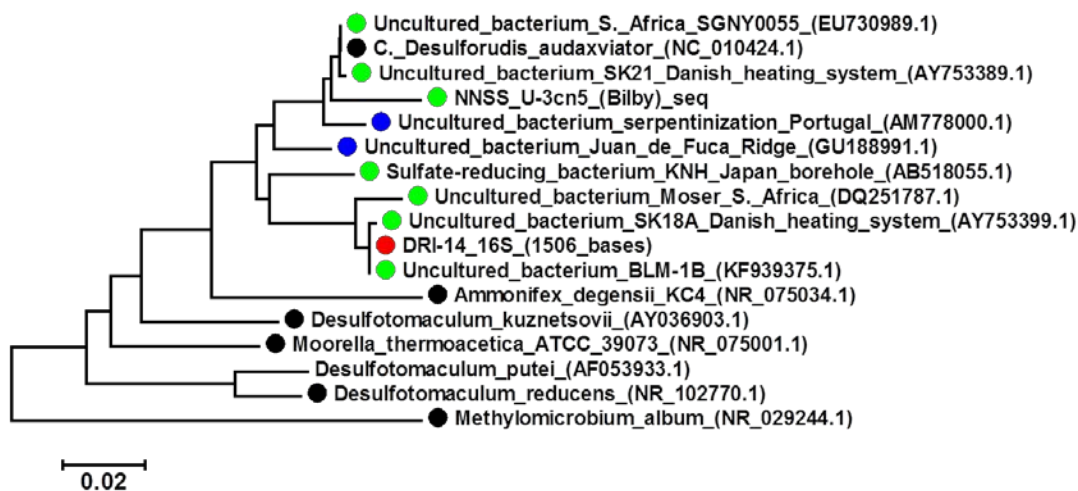 Uncultured_bacterium_S._Africa_SGNY0055_(EU730989.1)
C._Desulforudis_audaxviator_(NC_010424.1)
Uncultured_bacterium_SK21_Danish_heating_system_(AY753389.1)
NNSS_U-3cn5_(Bilby)_seq
Uncultured_bacterium_serpentinization_Portugal_(AM778000.1)
Uncultured_bacterium_Juan_de_Fuca_Ridge_(GU188991.1)
Sulfate-reducing_bacterium_KNH_Japan_borehole_(AB518055.1)
Uncultured_bacterium_Moser_S._Africa_(DQ251787.1)
Uncultured_bacterium_SK18A_Danish_heating_system_(AY753399.1)
DRI-14_16S_(1506_bases)
Uncultured_bacterium_BLM-1B_(KF939375.1)
Ammonifex_degensii_KC4_(NR_075034.1)
Desulfotomaculum_kuznetsovii_(AY036903.1)
Moorella_thermoacetica_ATCC_39073_(NR_075001.1)
Desulfotomaculum_putei_(AF053933.1)
Desulfotomaculum_reducens_(NR_102770.1)
Methylomicrobium_album_(NR_029244.1)
0.02